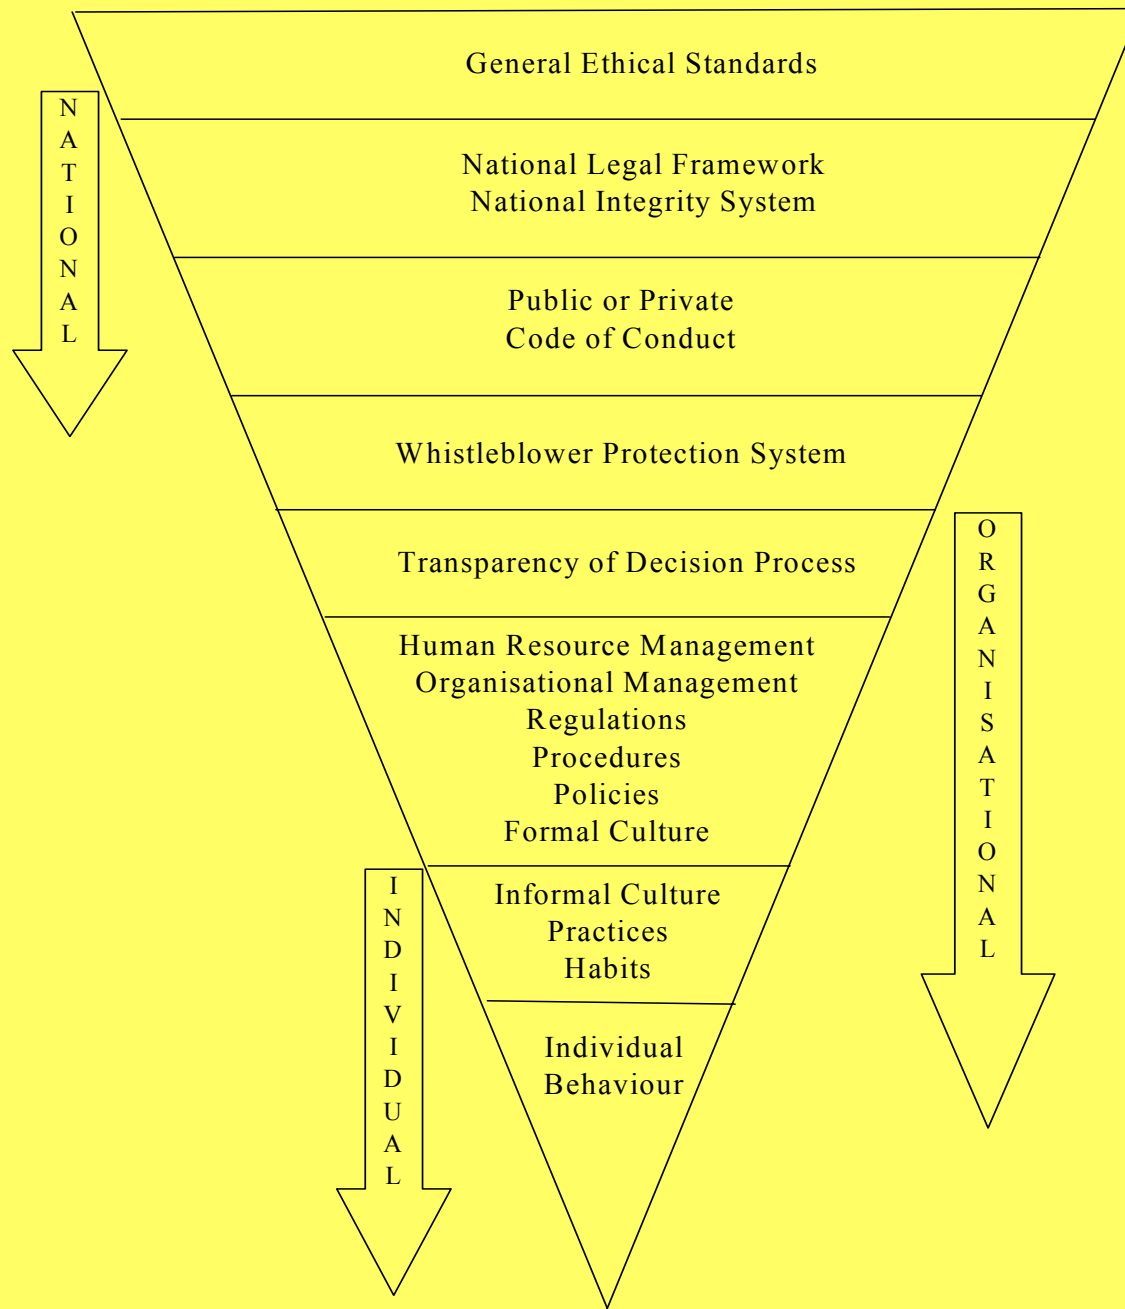 General Ethical Standards
NATIONAL
National Legal Framework
National Integrity System
Public or Private
Code of Conduct
Whistleblower Protection System
Transparency of Decision Process
ORGANISATIONAL
Human Resource Management
Organisational Management
Regulations
Procedures
Policies
Formal Culture
INDIVIDUAL
Informal Culture
Practices
Habits
Individual
Behaviour